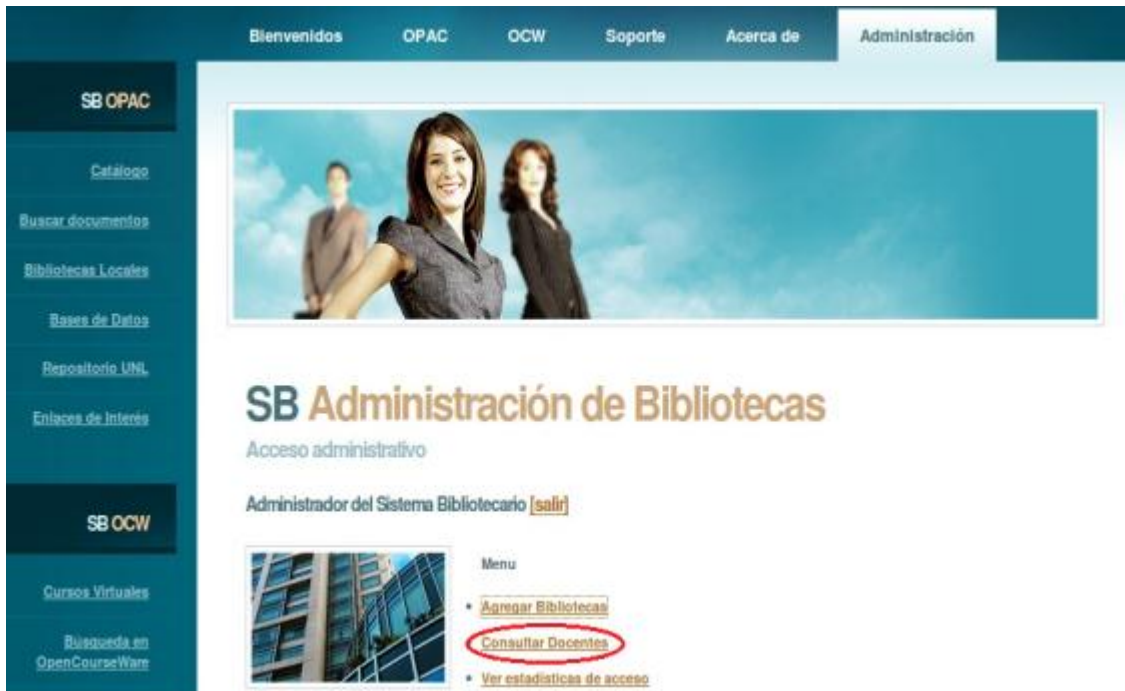 Bienvenidos OPAC OCW Soporte Acerca de Administración
SB OPAC
Catálogo
Buscar documentos
Bibliotecas Locales
Bases de Datos
Repositorio UNL
Enlaces de Interés
SB OCW
Cursos Virtuales
Búsqueda en
OpenCourseWare
SB Administración de Bibliotecas
Acceso administrativo
Administrador del Sistema Bibliotecario [salir]
Menu
• Agregar Bibliotecas
Consultar Docentes
• Ver estadísticas de acceso